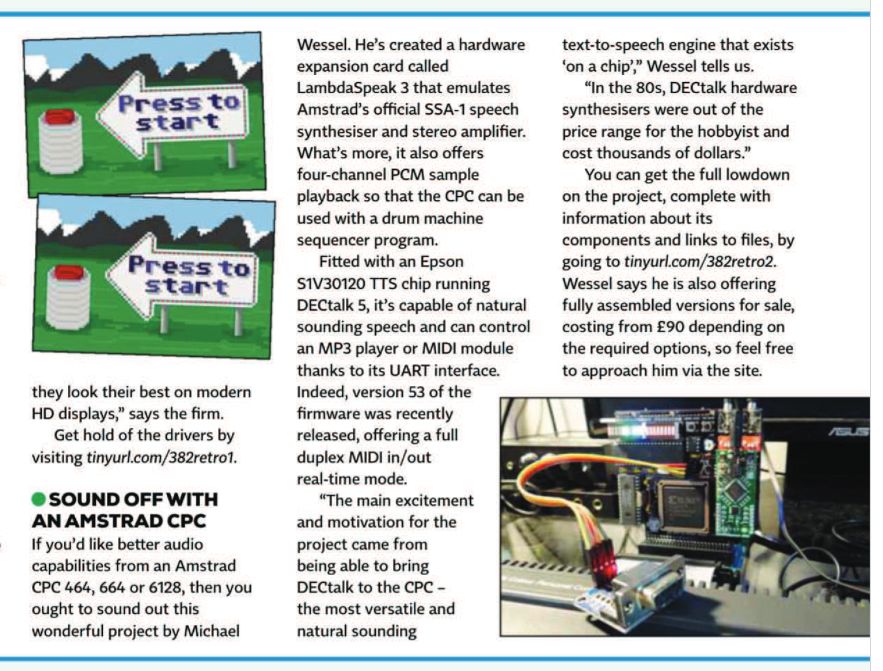 Press to
start
Press to
start
they look their best on modern
HD displays,” says the firm.
Get hold of the drivers by
visiting tinyurl.com/382retro1.
SOUND OFF WITH
AN AMSTRAD CPC
If you’d like better audio
capabilities from an Amstrad
CPC 464, 664 or 6128, then you
ought to sound out this
wonderful project by Michael
Wessel. He’s created a hardware
expansion card called
LambdaSpeak 3 that emulates
Amstrad’s official SSA-1 speech
synthesiser and stereo amplifier.
What’s more, it also offers
four-channel PCM sample
playback so that the CPC can be
used with a drum machine
sequencer program.
Fitted with an Epson
S1V30120 TTS chip running
DECtalk 5, it’s capable of natural
sounding speech and can control
an MP3 player or MIDI module
thanks to its UART interface.
Indeed, version 53 of the
firmware was recently
released, offering a full
duplex MIDI in/out
real-time mode.
“The main excitement
and motivation for the
project came from
being able to bring
DECtalk to the CPC –
the most versatile and
natural sounding
text-to-speech engine that exists
‘on a chip’,” Wessel tells us.
“In the 80s, DECtalk hardware
synthesisers were out of the
price range for the hobbyist and
cost thousands of dollars.”
You can get the full lowdown
on the project, complete with
information about its
components and links to files, by
going to tinyurl.com/382retro2.
Wessel says he is also offering
fully assembled versions for sale,
costing from £90 depending on
the required options, so feel free
to approach him via the site.
ASUS
XILINX